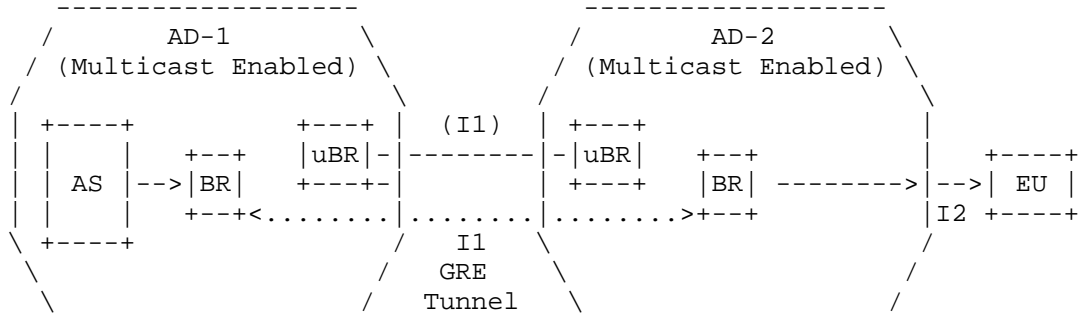 AD-1 AD-2
(Multicast Enabled) (Multicast Enabled)
(I1)
uBR uBR
AS BR BR EU
I2
I1
GRE
Tunnel